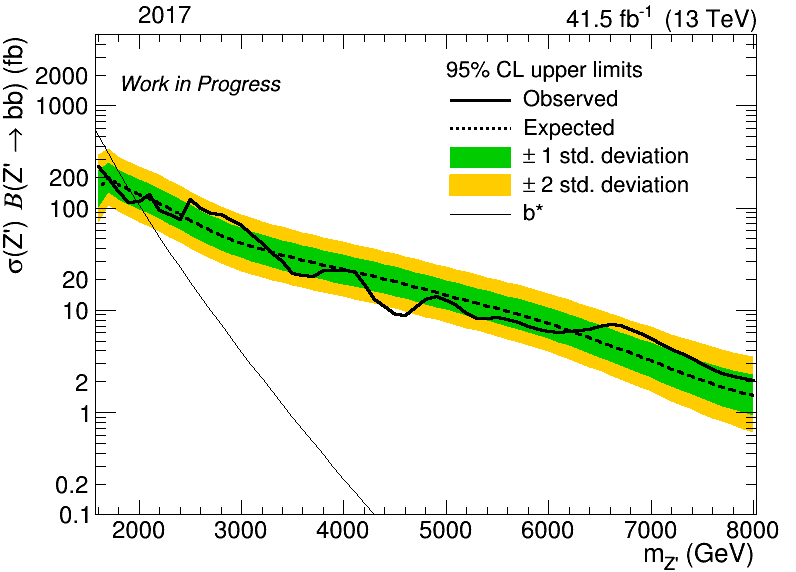 2017
41.5 fb⁻¹ (13 TeV)
σ(Z') B(Z' → bb) (fb)
Work in Progress
95% CL upper limits
Observed
Expected
± 1 std. deviation
± 2 std. deviation
b*
2000
1000
200
100
20
10
2
1
0.2
0.1
2000 3000 4000 5000 6000 7000 8000
m_Z' (GeV)